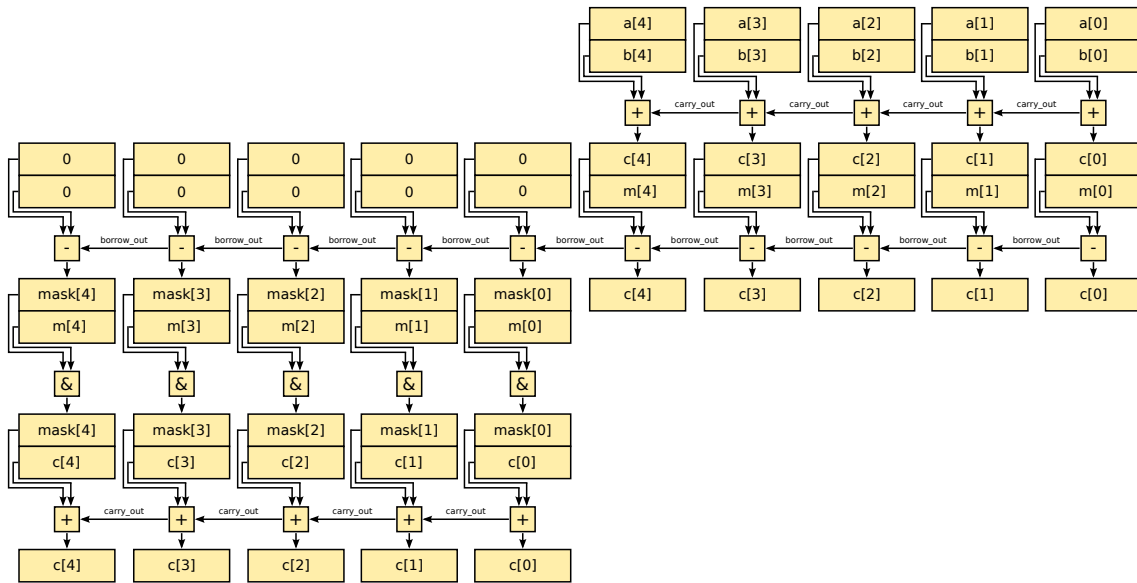 a[4] a[3] a[2] a[1] a[0]
b[4] b[3] b[2] b[1] b[0]
+ carry_out + carry_out + carry_out + carry_out +
0 0 0 0 0 c[4] c[3] c[2] c[1] c[0]
0 0 0 0 0 m[4] m[3] m[2] m[1] m[0]
- borrow_out - borrow_out - borrow_out - borrow_out - borrow_out - borrow_out - borrow_out - borrow_out - borrow_out -
mask[4] mask[3] mask[2] mask[1] mask[0] c[4] c[3] c[2] c[1] c[0]
m[4] m[3] m[2] m[1] m[0]
& & & & &
mask[4] mask[3] mask[2] mask[1] mask[0]
c[4] c[3] c[2] c[1] c[0]
+ carry_out + carry_out + carry_out + carry_out +
c[4] c[3] c[2] c[1] c[0]